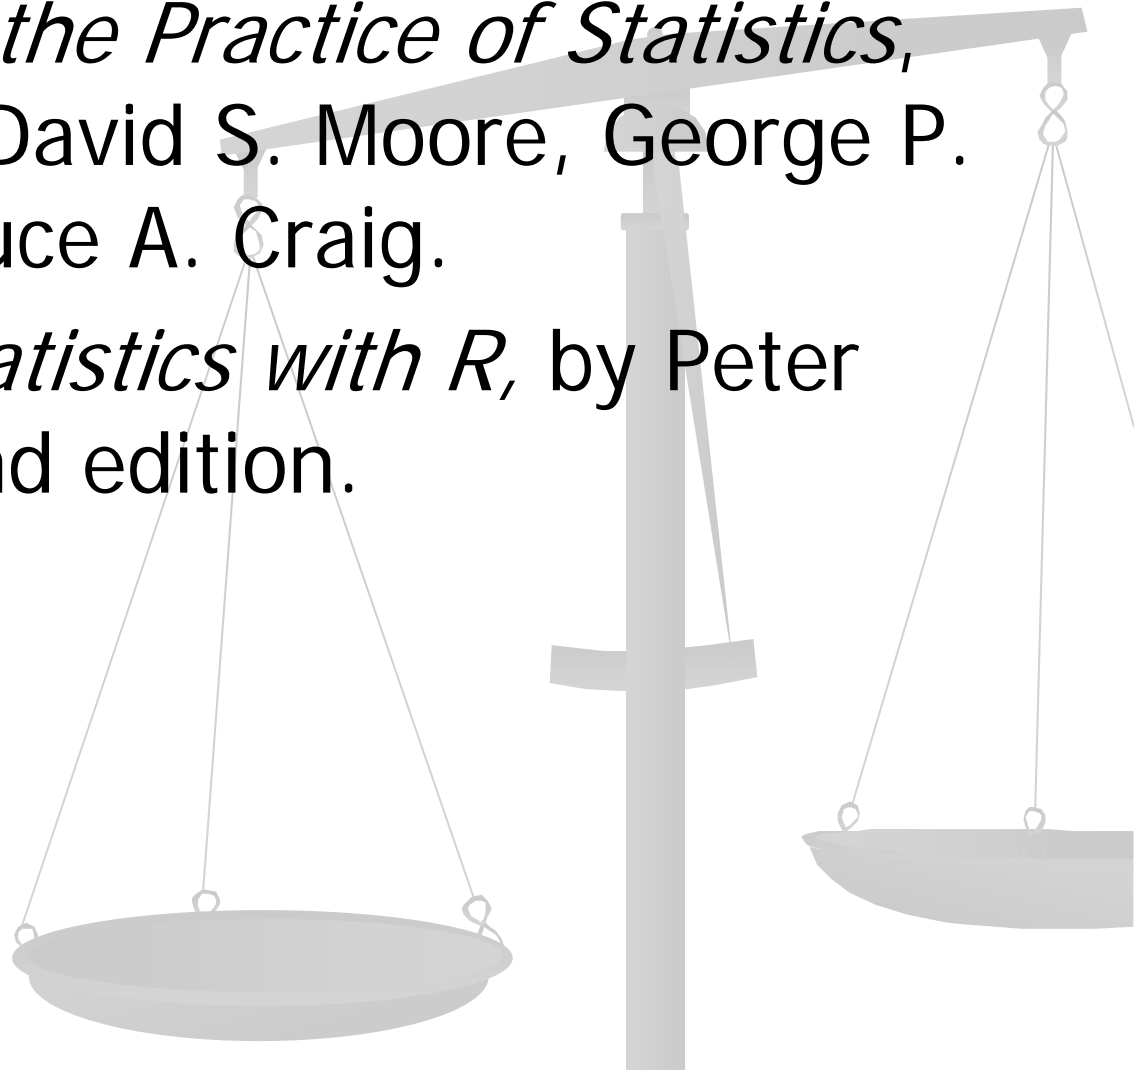 the Practice of Statistics,
David S. Moore, George P.
uce A. Craig.
atistics with R, by Peter
nd edition.